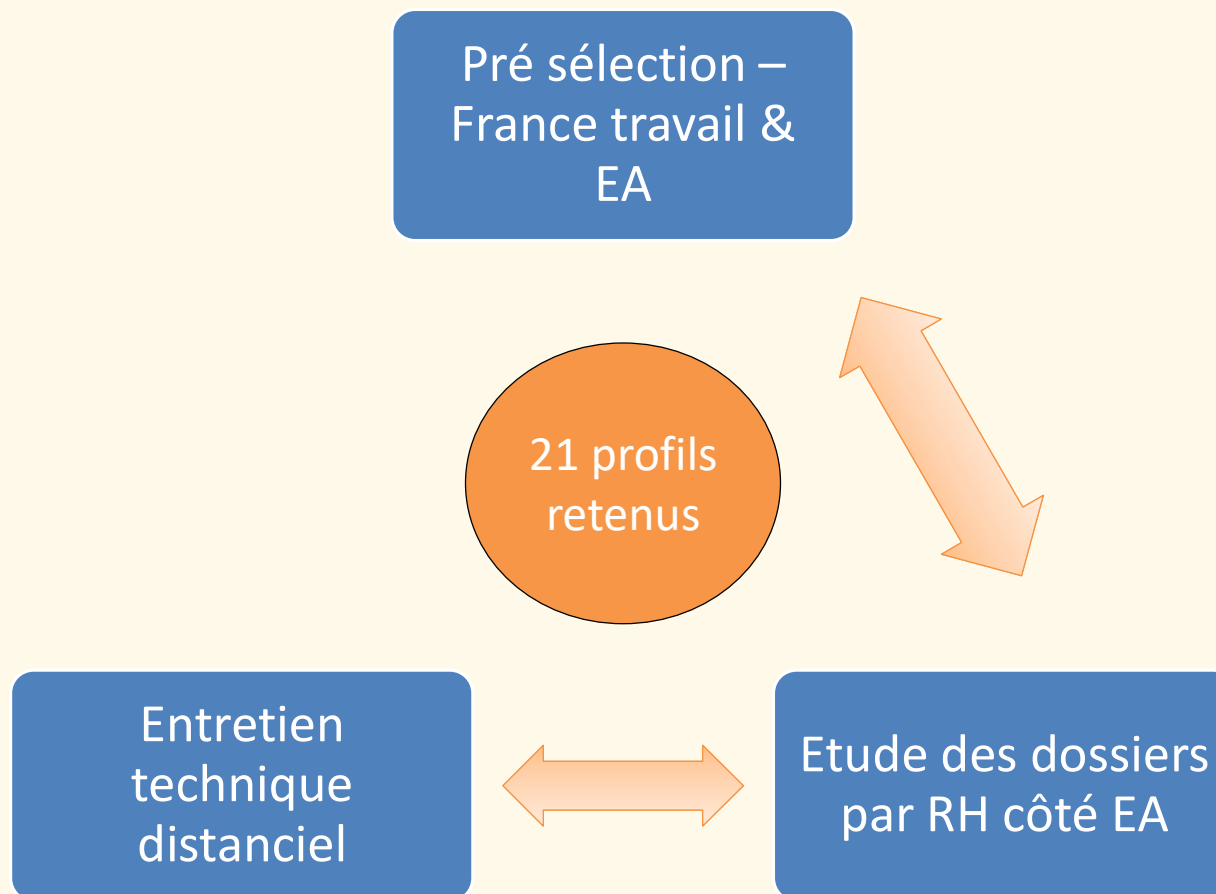 Pré sélection –
France travail &
EA
21 profils
retenus
Entretien
technique
distanciel
Etude des dossiers
par RH côté EA